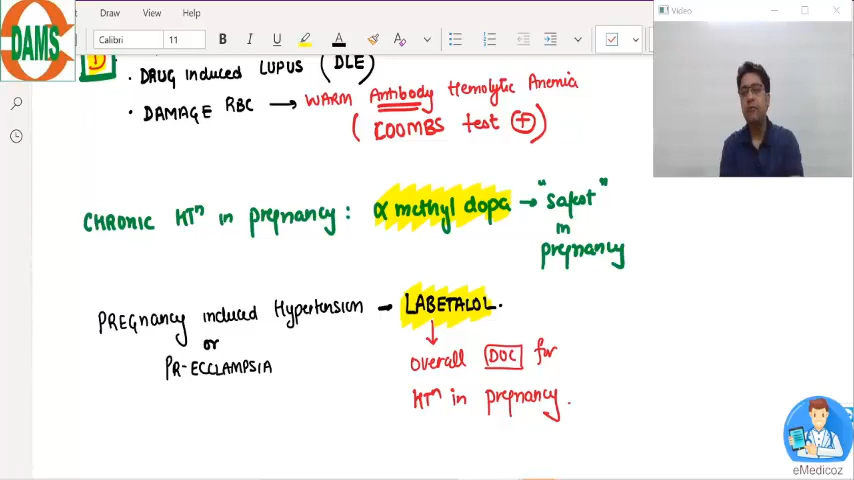 Draw View Help
Video
DAMS
Calibri 11 B I U A
D
• DRUG INDUCED LUPUS (DLE)
• DAMAGE RBC → WARM Antibody Hemolytic Anemia
(COOMBS test +)
CHRONIC HTn in pregnancy : α methyl dopa → "safest"
in
pregnancy
PREGNANCY induced Hypertension - LABETALOL.
or
PR-ECCLAMPSIA
overall DOC for
HTn in pregnancy.
eMedicoz